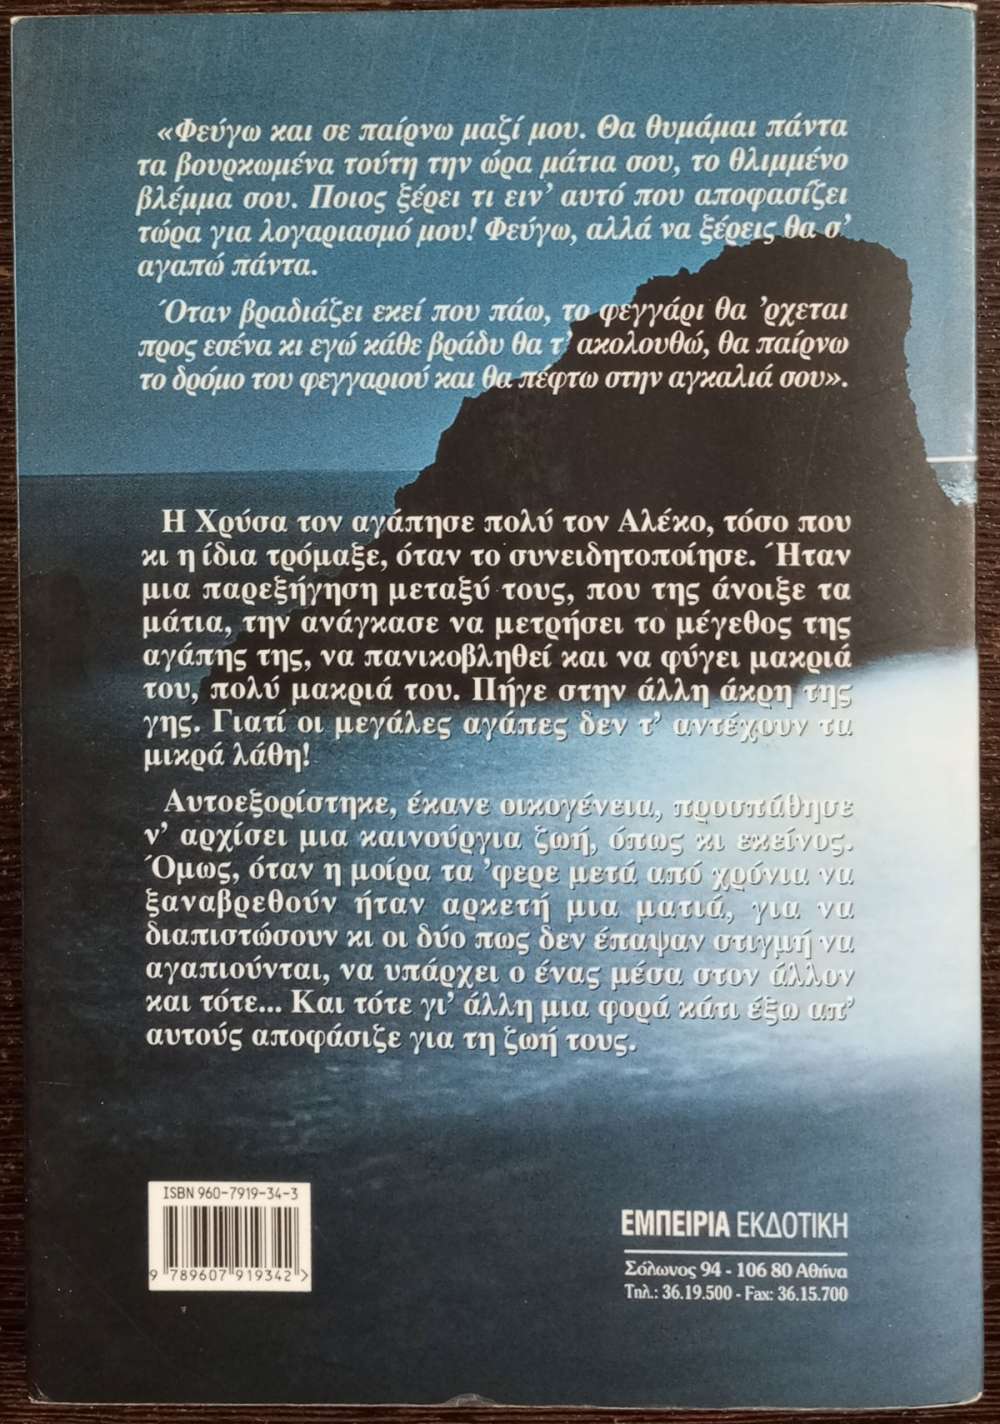 «Φεύγω και σε παίρνω μαζί μου. Θα θυμάμαι πάντα
τα βουρκωμένα τούτη την ώρα μάτια σου, το θλιμμένο
βλέμμα σου. Ποιος ξέρει τι ειν’ αυτό που αποφασίζει
τώρα για λογαριασμό μου! Φεύγω, αλλά να ξέρεις θα σ’
αγαπώ πάντα.
Όταν βραδιάζει εκεί που πάω, το φεγγάρι θα ’ρχεται
προς εσένα κι εγώ κάθε βράδυ θα τ’ ακολουθώ, θα παίρνω
το δρόμο του φεγγαριού και θα πέφτω στην αγκαλιά σου».
Η Χρύσα τον αγάπησε πολύ τον Αλέκο, τόσο που
κι η ίδια τρόμαξε, όταν το συνειδητοποίησε. Ήταν
μια παρεξήγηση μεταξύ τους, που της άνοιξε τα
μάτια, την ανάγκασε να μετρήσει το μέγεθος της
αγάπης της, να πανικοβληθεί και να φύγει μακριά
του, πολύ μακριά του. Πήγε στην άλλη άκρη της
γης. Γιατί οι μεγάλες αγάπες δεν τ’ αντέχουν τα
μικρά λάθη!
Αυτοεξορίστηκε, έκανε οικογένεια, προσπάθησε
ν’ αρχίσει μια καινούργια ζωή, όπως κι εκείνος.
Όμως, όταν η μοίρα τα ’φερε μετά από χρόνια να
ξαναβρεθούν ήταν αρκετή μια ματιά, για να
διαπιστώσουν κι οι δύο πως δεν έπαψαν στιγμή να
αγαπιούνται, να υπάρχει ο ένας μέσα στον άλλον
και τότε... Και τότε γι’ άλλη μια φορά κάτι έξω απ’
αυτούς αποφάσιζε για τη ζωή τους.
ISBN 960-7919-34-3
9 789607 919342 >
ΕΜΠΕΙΡΙΑ ΕΚΔΟΤΙΚΗ
Σόλωνος 94 - 106 80 Αθήνα
Τηλ.: 36.19.500 - Fax: 36.15.700